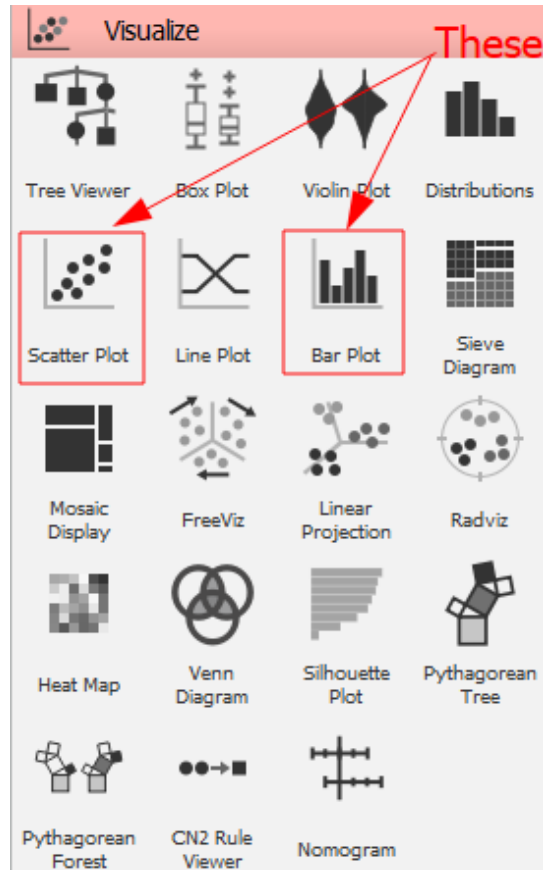 Visualize
These
Tree Viewer
Box Plot
Violin Plot
Distributions
Scatter Plot
Line Plot
Bar Plot
Sieve
Diagram
Mosaic
Display
FreeViz
Linear
Projection
Radviz
Heat Map
Venn
Diagram
Silhouette
Plot
Pythagorean
Tree
Pythagorean
Forest
CN2 Rule
Viewer
Nomogram